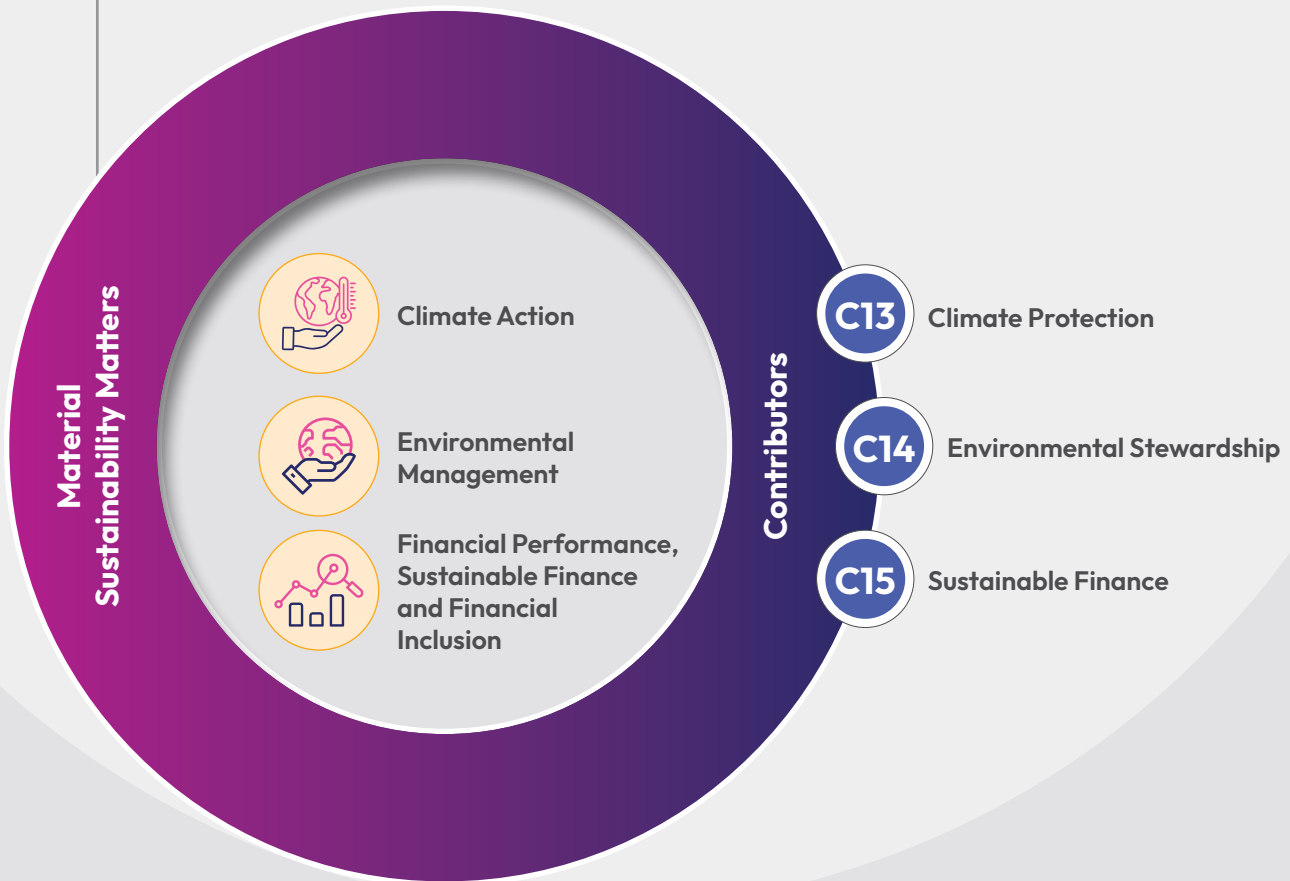 Material
Sustainability Matters
Climate Action
Environmental
Management
Financial Performance,
Sustainable Finance
and Financial
Inclusion
Contributors
C13
Climate Protection
C14
Environmental Stewardship
C15
Sustainable Finance